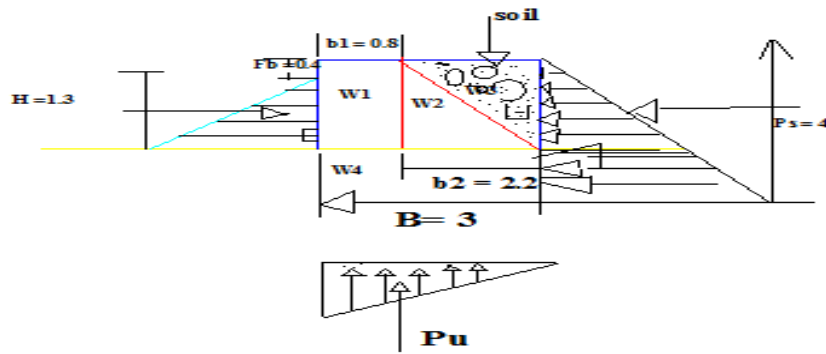 soil
b1 = 0.8
Fb =0.4
H =1.3
W1
W2
Ps = 4
W4
b2 = 2.2
B= 3
Pu